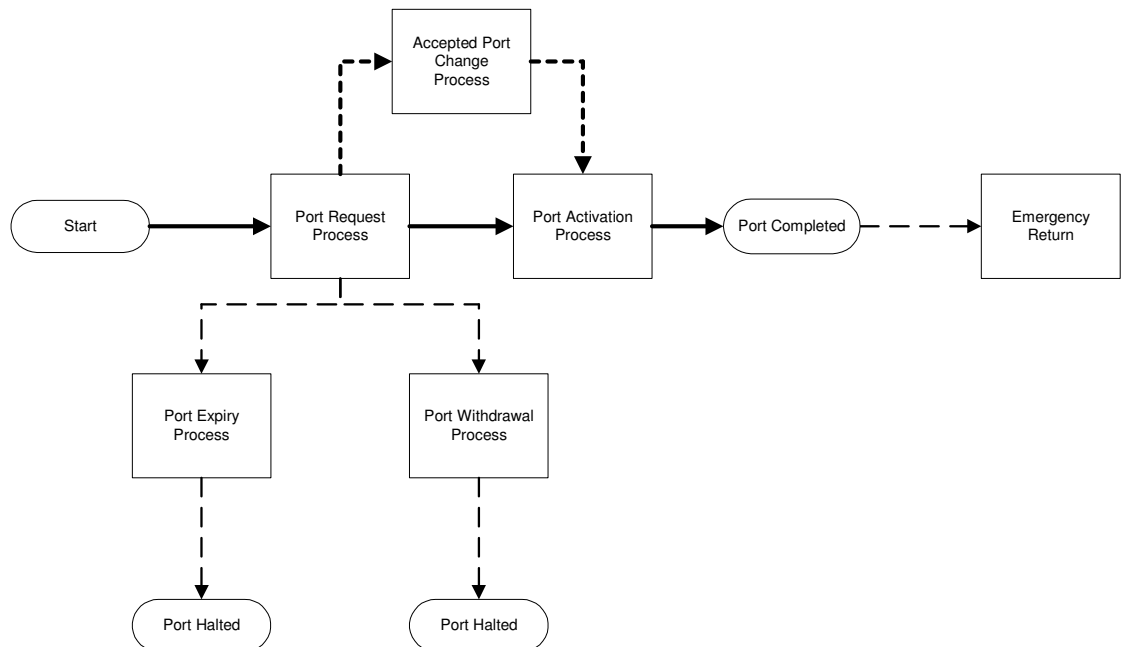 Accepted Port
Change
Process
Start
Port Request
Process
Port Activation
Process
Port Completed
Emergency
Return
Port Expiry
Process
Port Withdrawal
Process
Port Halted
Port Halted